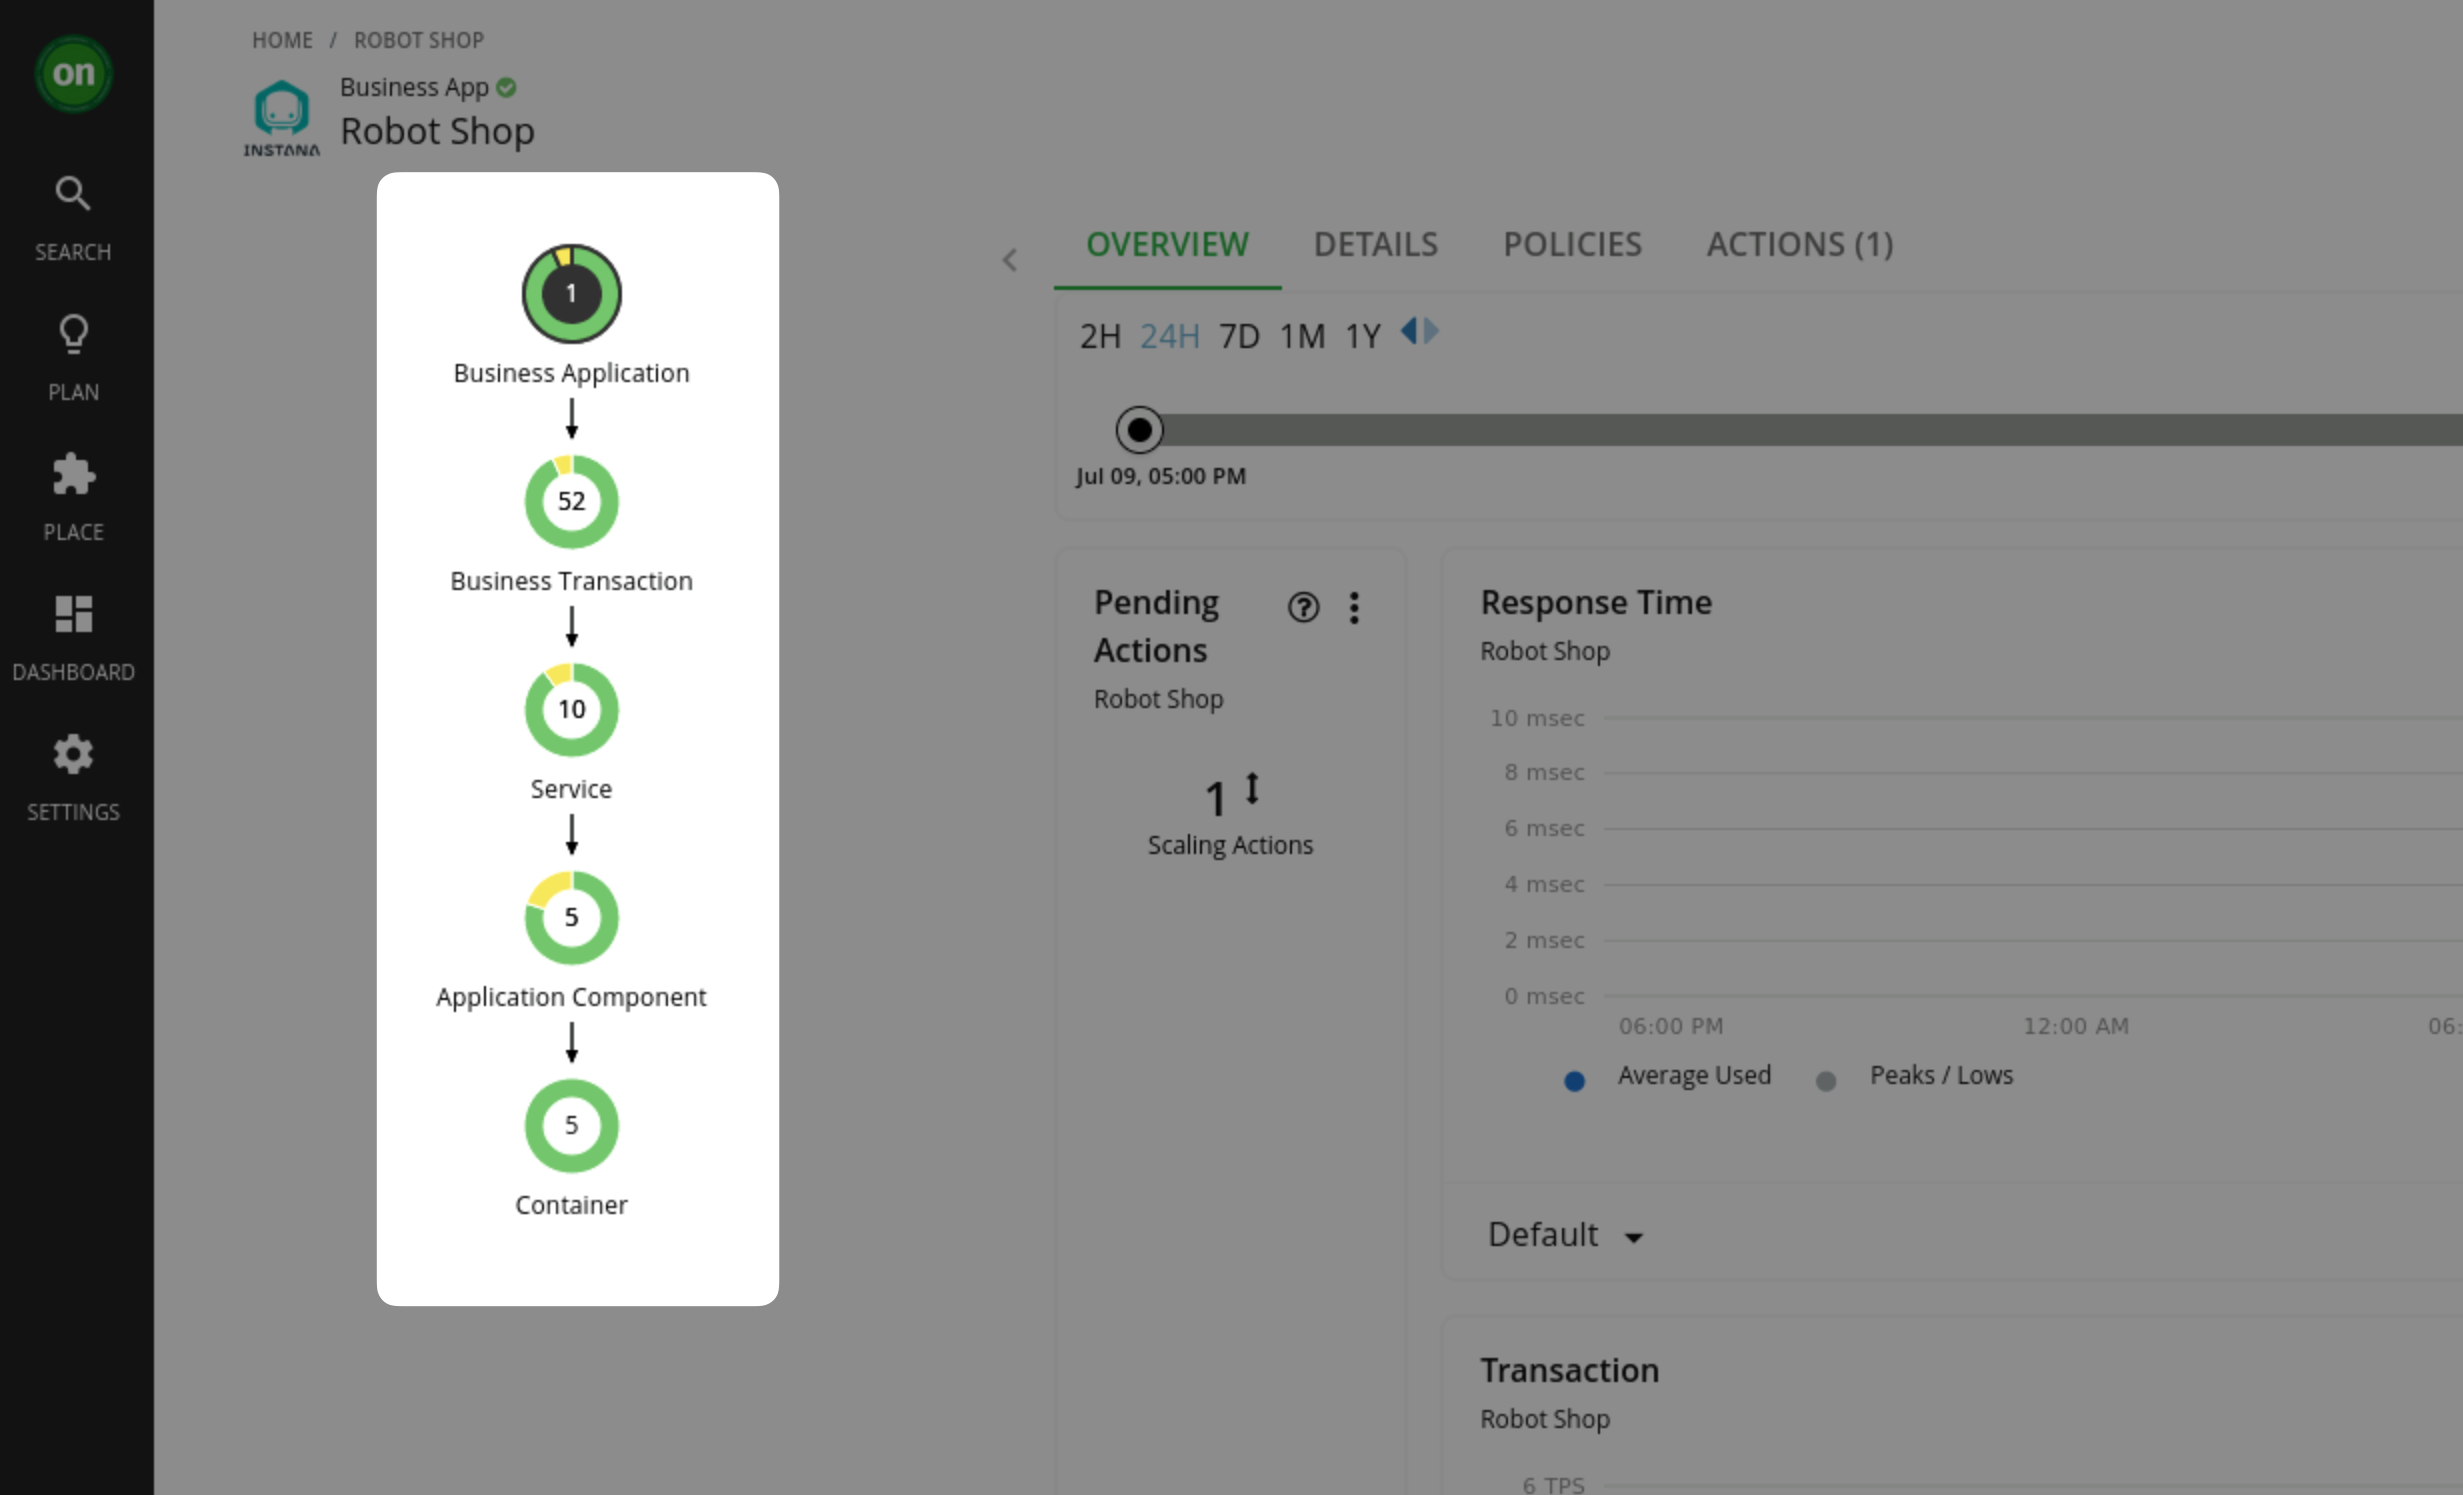 on
SEARCH
PLAN
PLACE
DASHBOARD
SETTINGS
HOME / ROBOT SHOP
INSTANA
Business App
Robot Shop
1
Business Application
52
Business Transaction
10
Service
5
Application Component
5
Container
OVERVIEW DETAILS POLICIES ACTIONS (1)
2H 24H 7D 1M 1Y
Jul 09, 05:00 PM
Pending
Actions
Robot Shop
1
Scaling Actions
Response Time
Robot Shop
10 msec
8 msec
6 msec
4 msec
2 msec
0 msec
06:00 PM 12:00 AM 06:
Average Used Peaks / Lows
Default
Transaction
Robot Shop
6 TPS